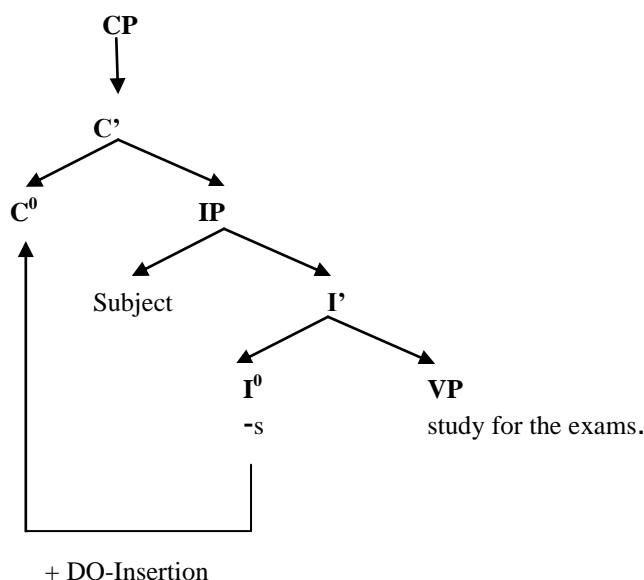 CP
C’
C⁰ IP
Subject I’
I⁰ VP
-s study for the exams.
+ DO-Insertion